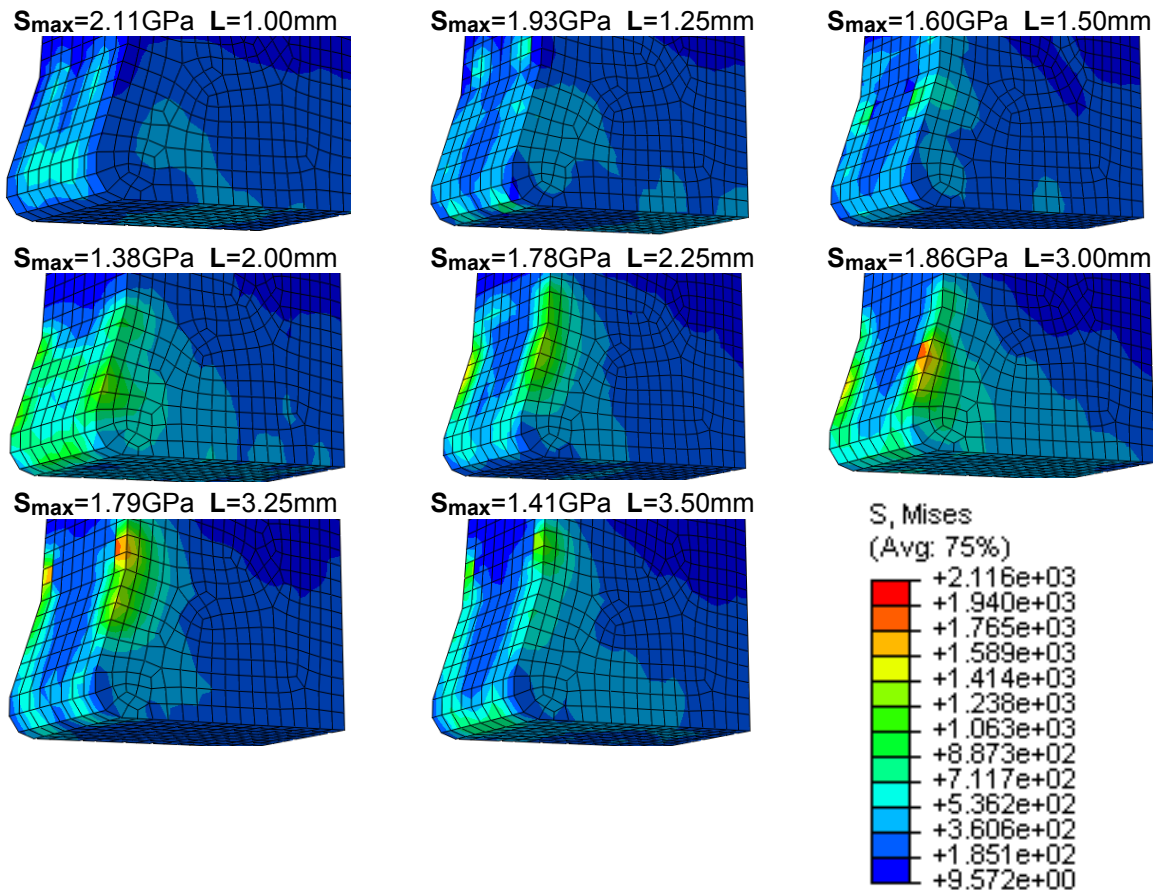 Smax=2.11GPa L=1.00mm
Smax=1.93GPa L=1.25mm
Smax=1.60GPa L=1.50mm
Smax=1.38GPa L=2.00mm
Smax=1.78GPa L=2.25mm
Smax=1.86GPa L=3.00mm
Smax=1.79GPa L=3.25mm
Smax=1.41GPa L=3.50mm
S, Mises
(Avg: 75%)
+2.116e+03
+1.940e+03
+1.765e+03
+1.589e+03
+1.414e+03
+1.238e+03
+1.063e+03
+8.873e+02
+7.117e+02
+5.362e+02
+3.606e+02
+1.851e+02
+9.572e+00